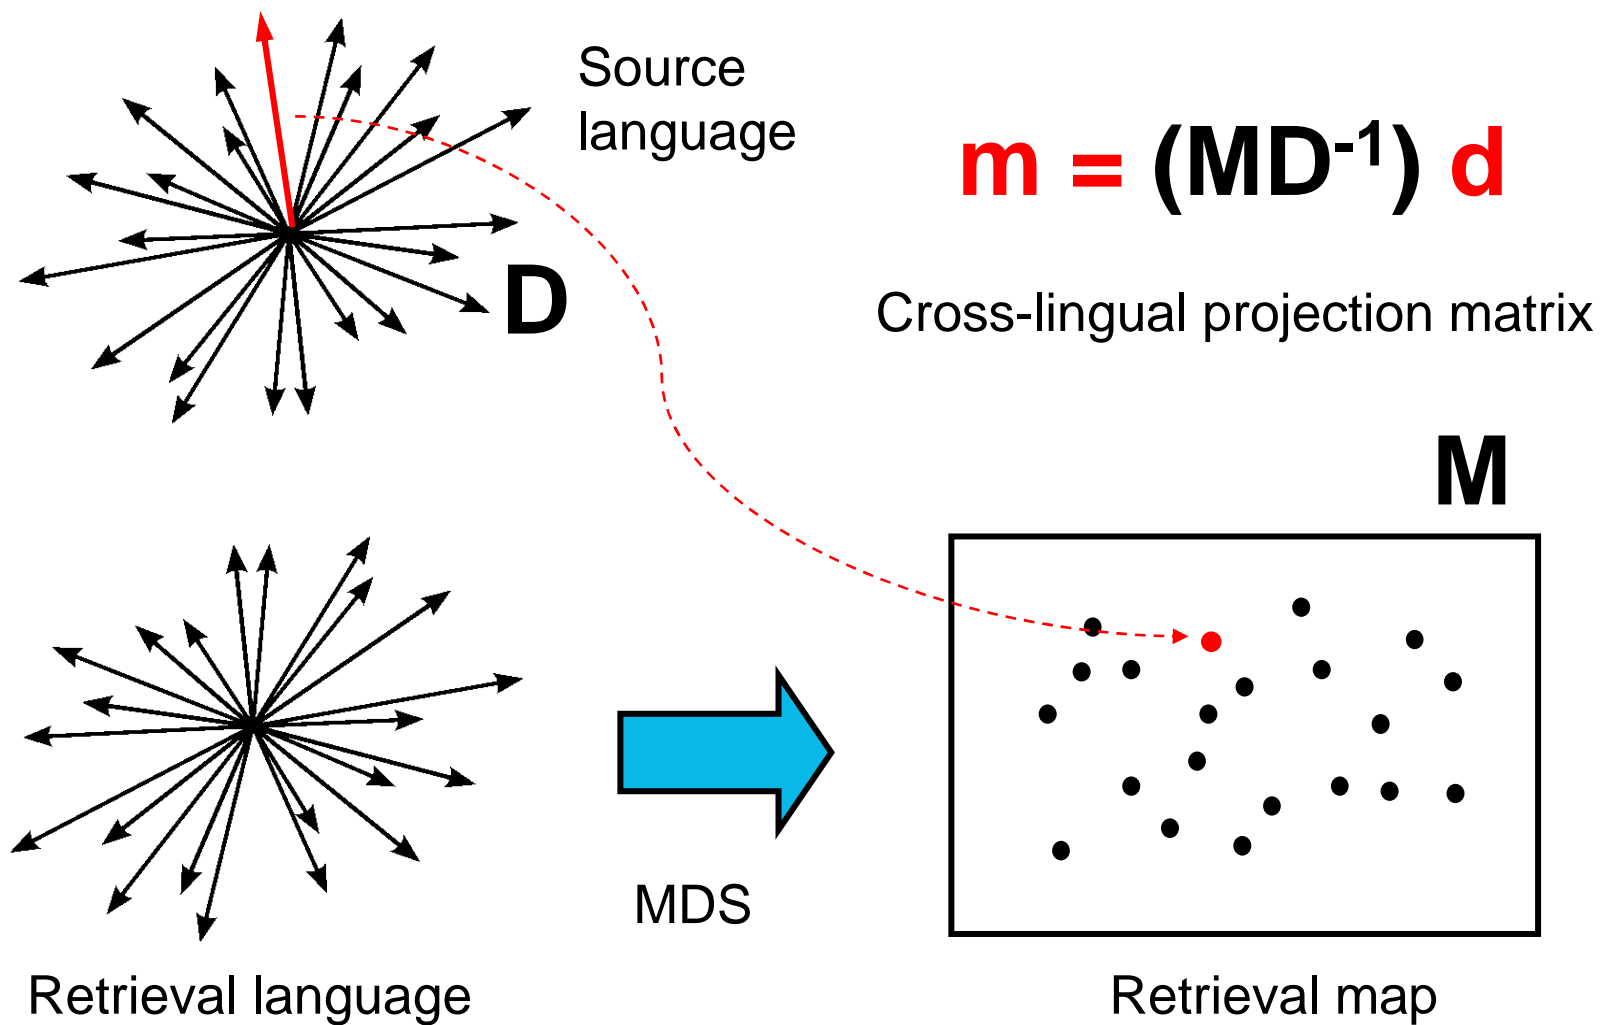 Source
language
m = (MD⁻¹) d
D
Cross-lingual projection matrix
M
MDS
Retrieval language
Retrieval map